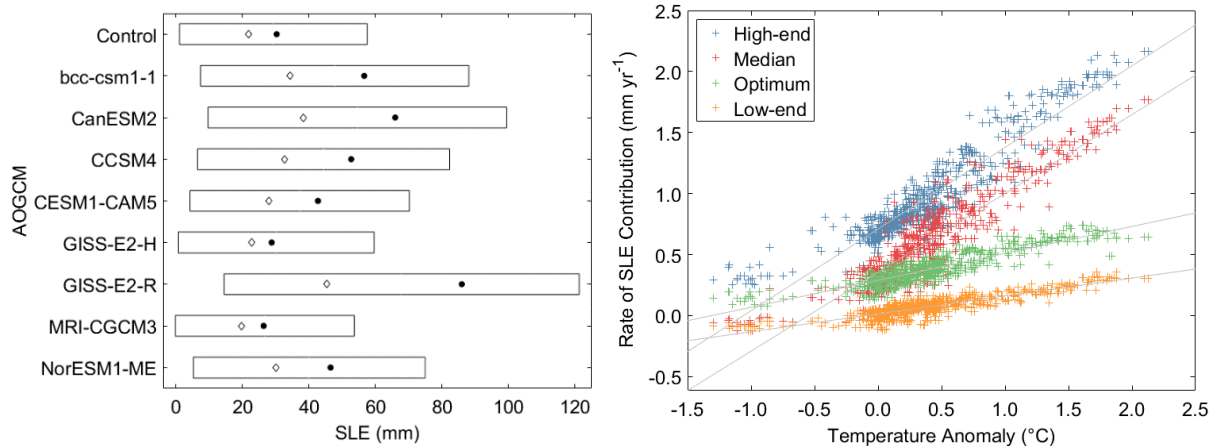 AOGCM
Control
bcc-csm1-1
CanESM2
CCSM4
CESM1-CAM5
GISS-E2-H
GISS-E2-R
MRI-CGCM3
NorESM1-ME
0 20 40 60 80 100 120
SLE (mm)
Rate of SLE Contribution (mm yr⁻¹)
2.5
2.0
1.5
1.0
0.5
0.0
-0.5
High-end
Median
Optimum
Low-end
-1.5 -1.0 -0.5 0.0 0.5 1.0 1.5 2.0 2.5
Temperature Anomaly (°C)